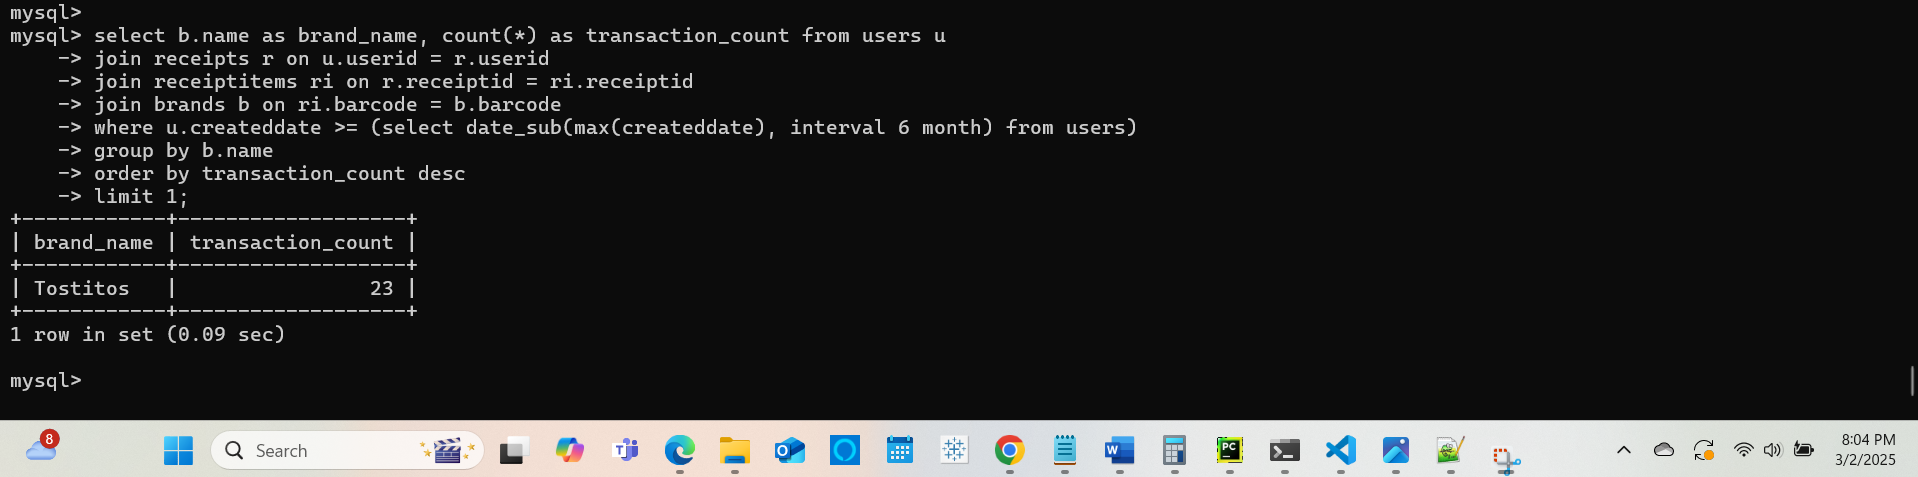 mysql>
mysql> select b.name as brand_name, count(*) as transaction_count from users u
    -> join receipts r on u.userid = r.userid
    -> join receiptitems ri on r.receiptid = ri.receiptid
    -> join brands b on ri.barcode = b.barcode
    -> where u.createddate >= (select date_sub(max(createddate), interval 6 month) from users)
    -> group by b.name
    -> order by transaction_count desc
    -> limit 1;
+------------+-------------------+
| brand_name | transaction_count |
+------------+-------------------+
| Tostitos   |                23 |
+------------+-------------------+
1 row in set (0.09 sec)
mysql>
8
Search
W
PC
8:04 PM
3/2/2025